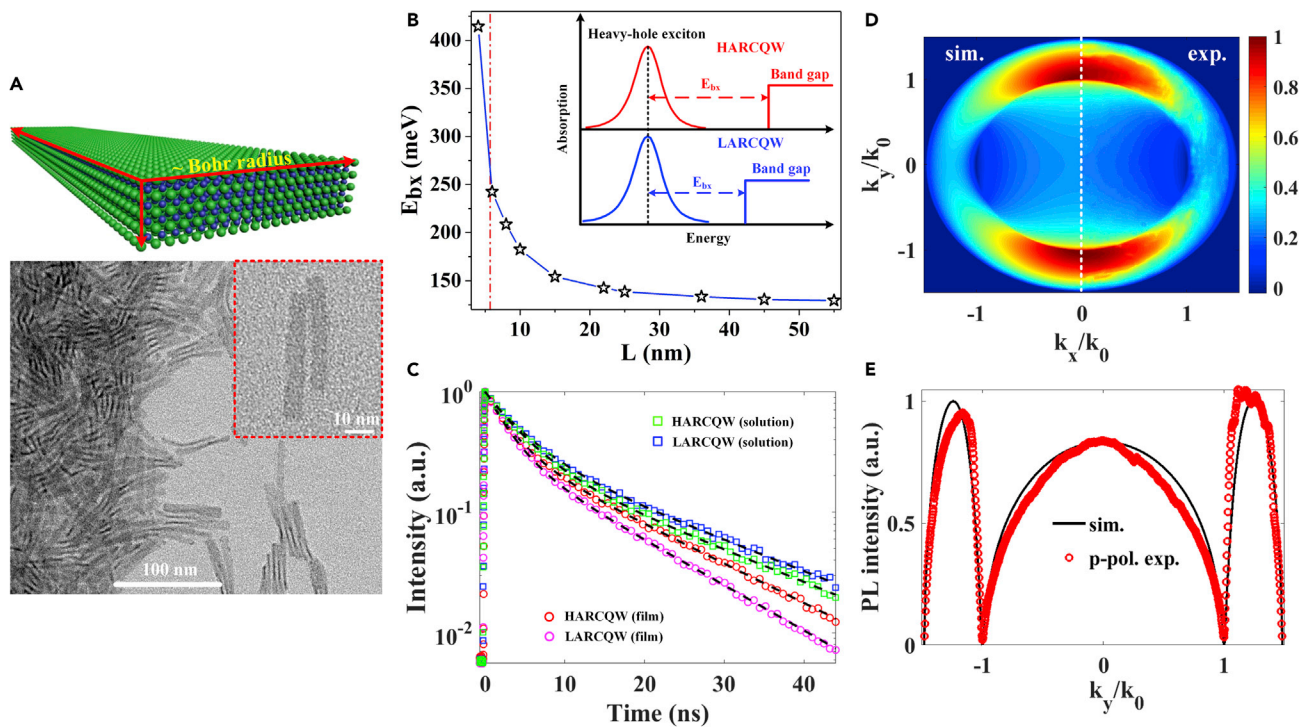 A
~ Bohr radius
10 nm
100 nm
B
E_bx (meV)
400
350
300
250
200
150
10 20 30 40 50
L (nm)
Absorption
Heavy-hole exciton
HARCQW
Band gap
E_bx
LARCQW
Band gap
E_bx
Energy
C
Intensity (a.u.)
10^0
10^-1
10^-2
HARCQW (solution)
LARCQW (solution)
HARCQW (film)
LARCQW (film)
0 10 20 30 40
Time (ns)
D
sim. exp.
k_y/k_0
1
0
-1
-1 0 1
k_x/k_0
1
0.8
0.6
0.4
0.2
0
E
PL intensity (a.u.)
1
0.5
0
sim.
p-pol. exp.
-1 0 1
k_y/k_0